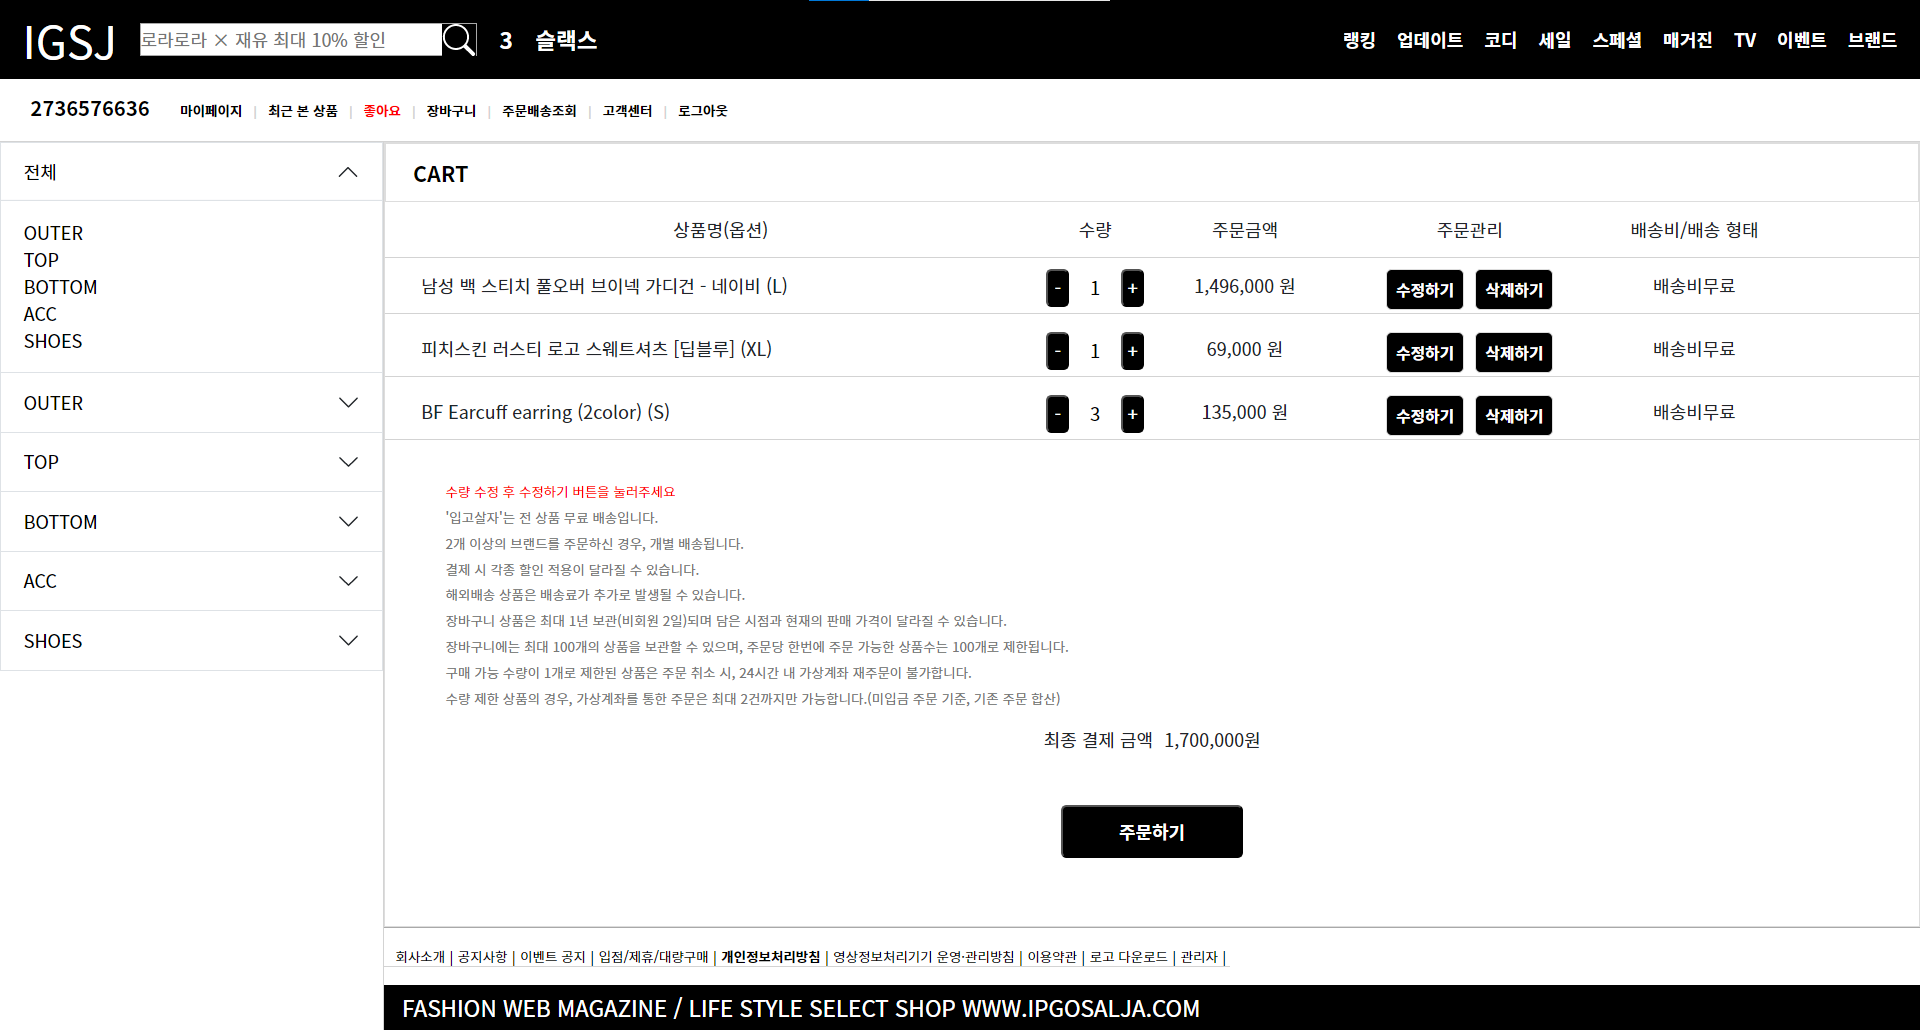 IGSJ 로라로라 × 재유 최대 10% 할인 3 슬랙스 랭킹 업데이트 코디 세일 스페셜 매거진 TV 이벤트 브랜드
2736576636 마이페이지 | 최근 본 상품 | 좋아요 | 장바구니 | 주문배송조회 | 고객센터 | 로그아웃
전체
OUTER
TOP
BOTTOM
ACC
SHOES
OUTER
TOP
BOTTOM
ACC
SHOES
CART
상품명(옵션) 수량 주문금액 주문관리 배송비/배송 형태
남성 백 스티치 풀오버 브이넥 가디건 - 네이비 (L) - 1 + 1,496,000 원 수정하기 삭제하기 배송비무료
피치스킨 러스티 로고 스웨트셔츠 [딥블루] (XL) - 1 + 69,000 원 수정하기 삭제하기 배송비무료
BF Earcuff earring (2color) (S) - 3 + 135,000 원 수정하기 삭제하기 배송비무료
수량 수정 후 수정하기 버튼을 눌러주세요
'입고살자'는 전 상품 무료 배송입니다.
2개 이상의 브랜드를 주문하신 경우, 개별 배송됩니다.
결제 시 각종 할인 적용이 달라질 수 있습니다.
해외배송 상품은 배송료가 추가로 발생될 수 있습니다.
장바구니 상품은 최대 1년 보관(비회원 2일)되며 담은 시점과 현재의 판매 가격이 달라질 수 있습니다.
장바구니에는 최대 100개의 상품을 보관할 수 있으며, 주문당 한번에 주문 가능한 상품수는 100개로 제한됩니다.
구매 가능 수량이 1개로 제한된 상품은 주문 취소 시, 24시간 내 가상계좌 재주문이 불가합니다.
수량 제한 상품의 경우, 가상계좌를 통한 주문은 최대 2건까지만 가능합니다.(미입금 주문 기준, 기존 주문 합산)
최종 결제 금액 1,700,000원
주문하기
회사소개 | 공지사항 | 이벤트 공지 | 입점/제휴/대량구매 | 개인정보처리방침 | 영상정보처리기기 운영·관리방침 | 이용약관 | 로고 다운로드 | 관리자 |
FASHION WEB MAGAZINE / LIFE STYLE SELECT SHOP WWW.IPGOSALJA.COM